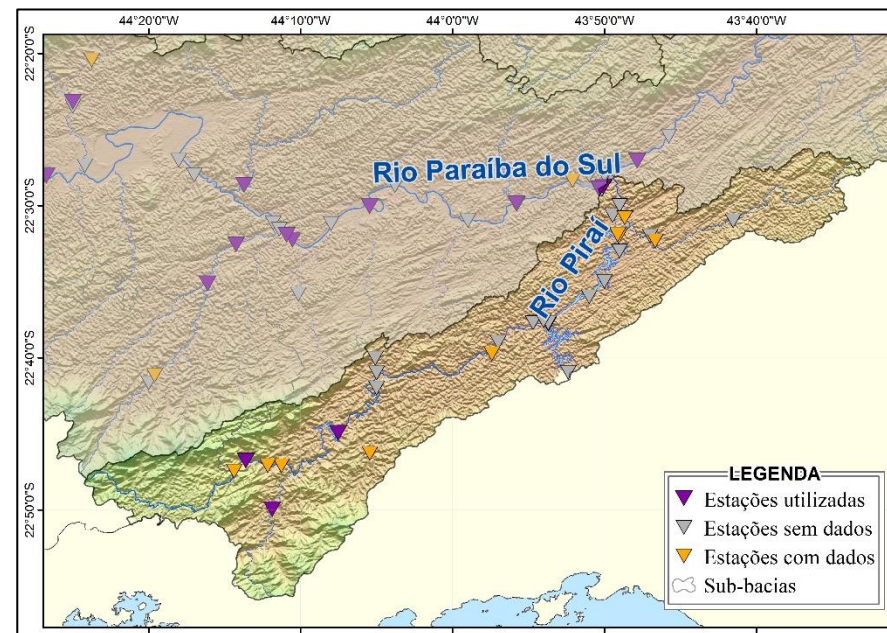 44°20'0"W 44°10'0"W 44°0'0"W 43°50'0"W 43°40'0"W
22°20'0"S
22°30'0"S
22°40'0"S
22°50'0"S
Rio Paraíba do Sul
Rio Piraí
LEGENDA
Estações utilizadas
Estações sem dados
Estações com dados
Sub-bacias